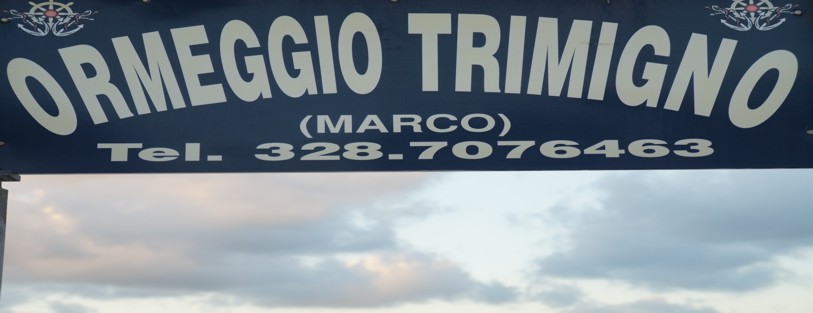 ORMEGGIO TRIMIGNO
(MARCO)
Tel. 328.7076463